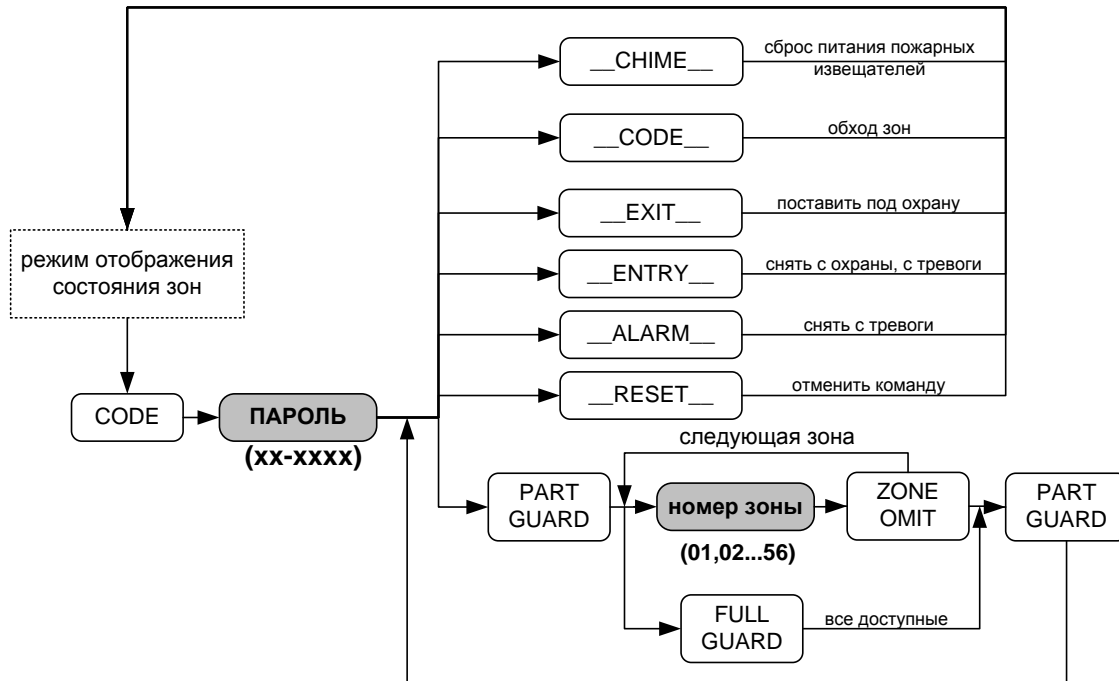 __CHIME__
сброс питания пожарных
извещателей
__CODE__
обход зон
__EXIT__
поставить под охрану
режим отображения
состояния зон
__ENTRY__
снять с охраны, с тревоги
__ALARM__
снять с тревоги
__RESET__
отменить команду
CODE
ПАРОЛЬ
(xx-xxxx)
следующая зона
PART
GUARD
номер зоны
(01,02...56)
ZONE
OMIT
PART
GUARD
FULL
GUARD
все доступные